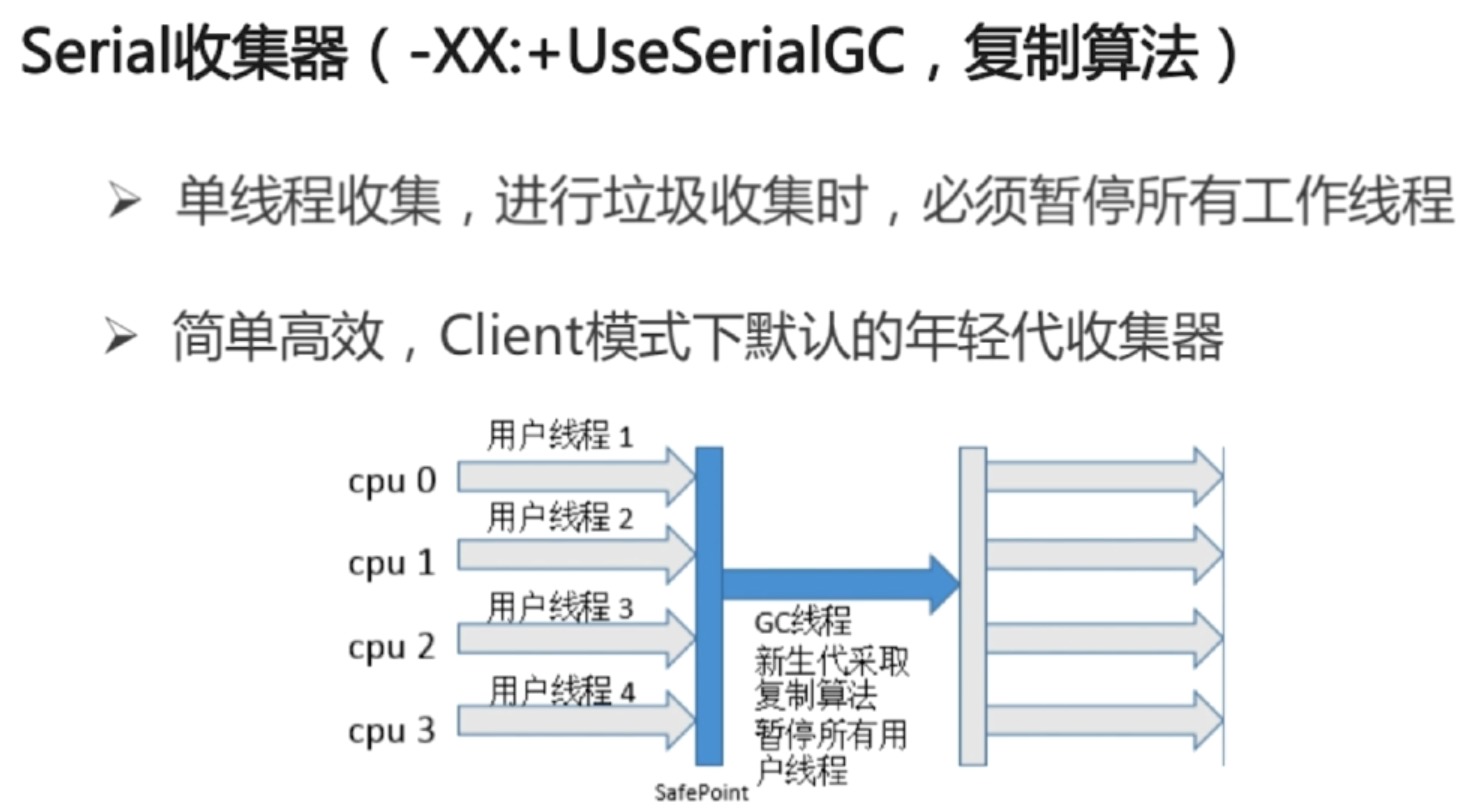 Serial收集器（-XX:+UseSerialGC，复制算法）
单线程收集，进行垃圾收集时，必须暂停所有工作线程
简单高效，Client模式下默认的年轻代收集器
用户线程 1
cpu 0
用户线程 2
cpu 1
用户线程 3
cpu 2
用户线程 4
cpu 3
GC线程
新生代采取
复制算法
暂停所有用
户线程
SafePoint